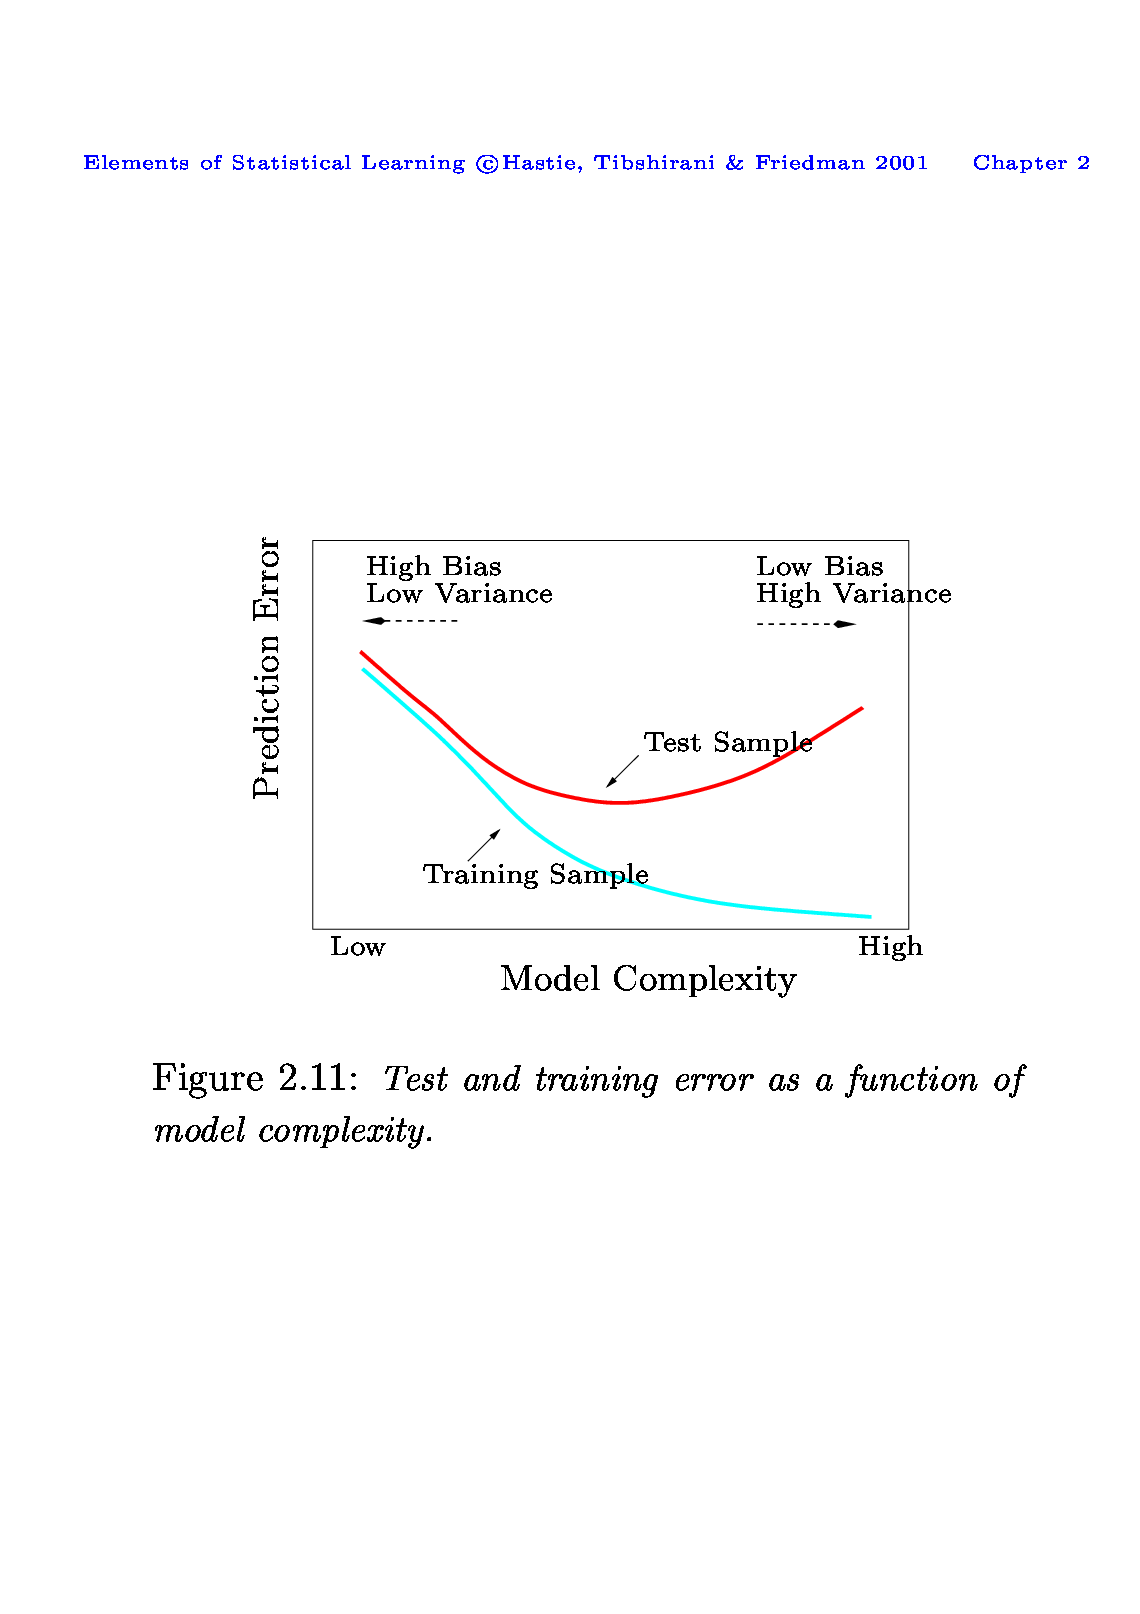 Elements of Statistical Learning ©Hastie, Tibshirani & Friedman 2001 Chapter 2
High Bias
Low Variance
Low Bias
High Variance
Prediction Error
Test Sample
Training Sample
Low
High
Model Complexity
Figure 2.11: Test and training error as a function of
model complexity.